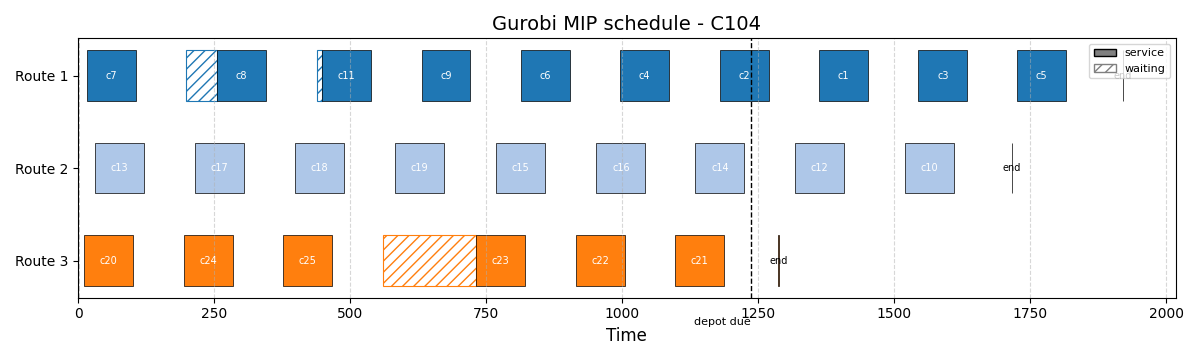 Gurobi MIP schedule - C104
service
waiting
Route 1
c7
c8
c11
c9
c6
c4
c2
c1
c3
c5
end
Route 2
c13
c17
c18
c19
c15
c16
c14
c12
c10
end
Route 3
c20
c24
c25
c23
c22
c21
end
0
250
500
750
1000
1250
1500
1750
2000
depot due
Time